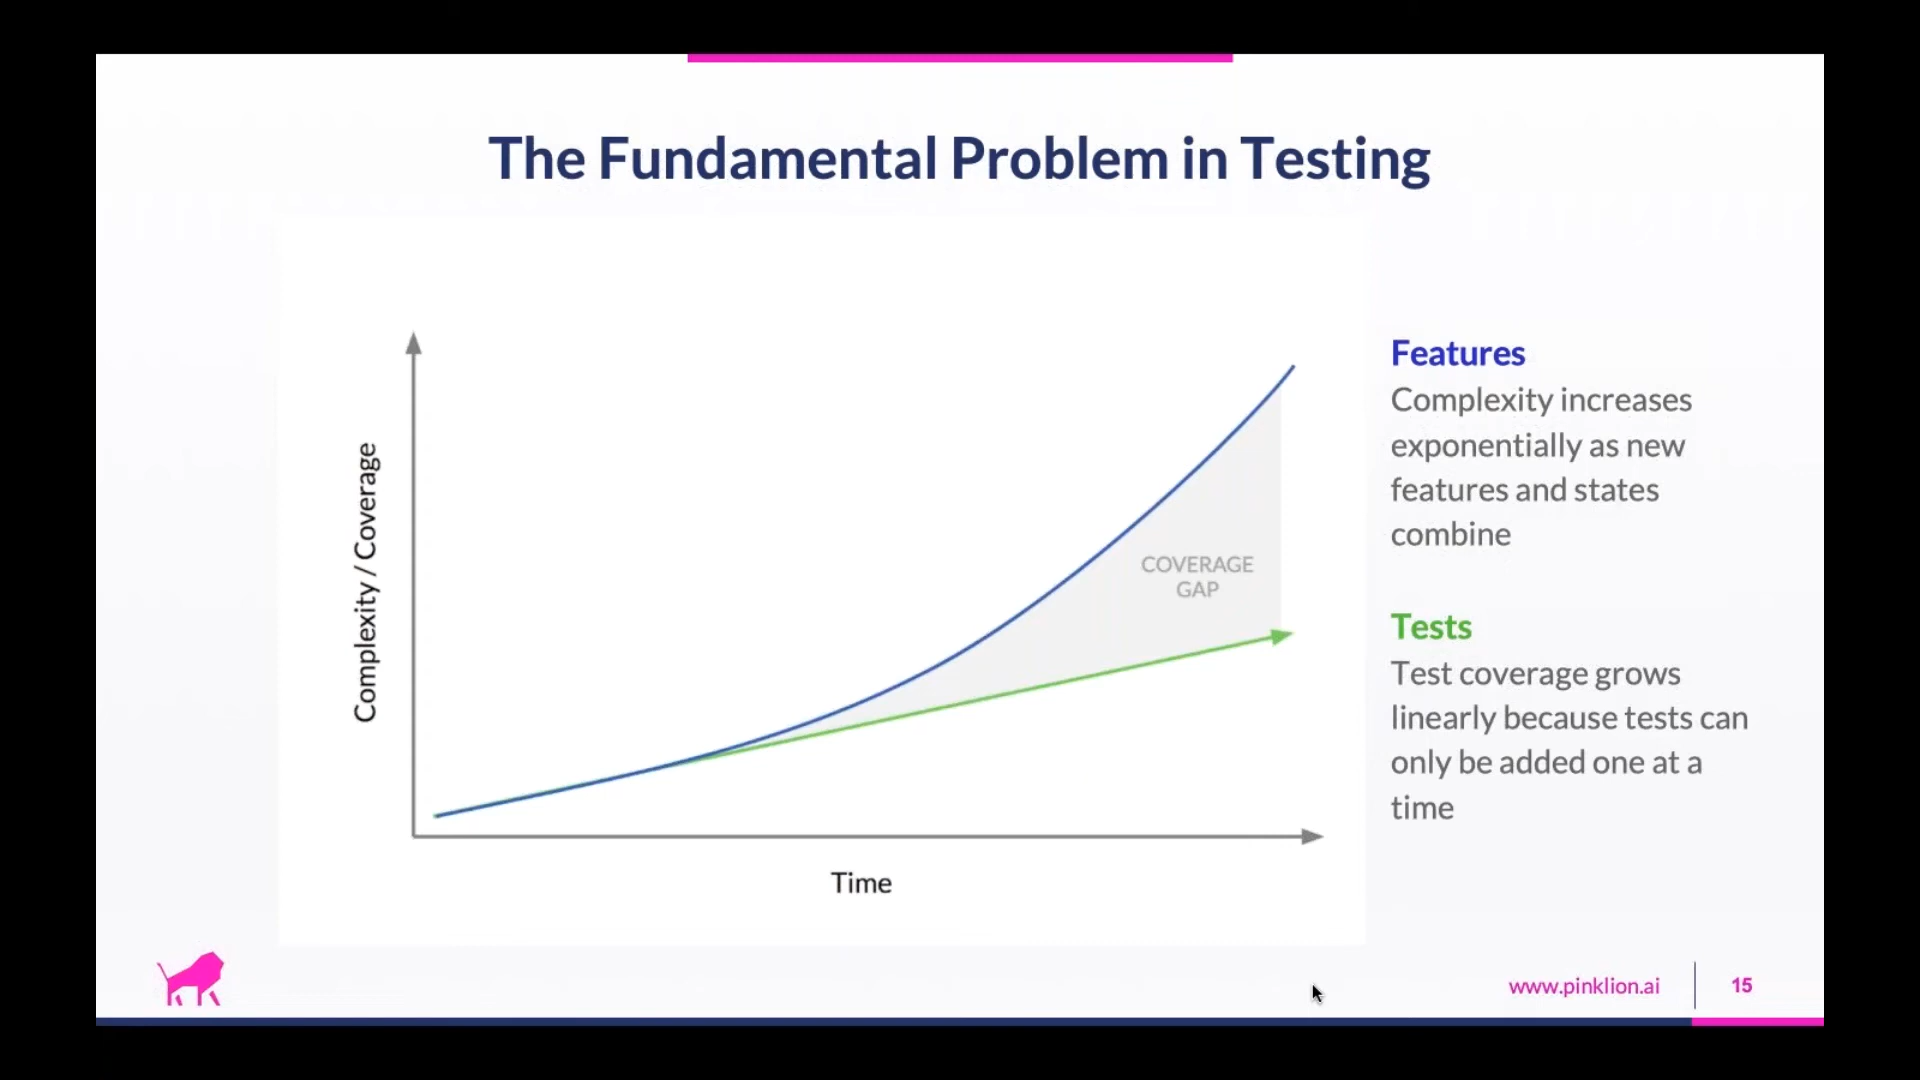 The Fundamental Problem in Testing
Complexity / Coverage
COVERAGE
GAP
Time
Features
Complexity increases
exponentially as new
features and states
combine
Tests
Test coverage grows
linearly because tests can
only be added one at a
time
www.pinklion.ai
15